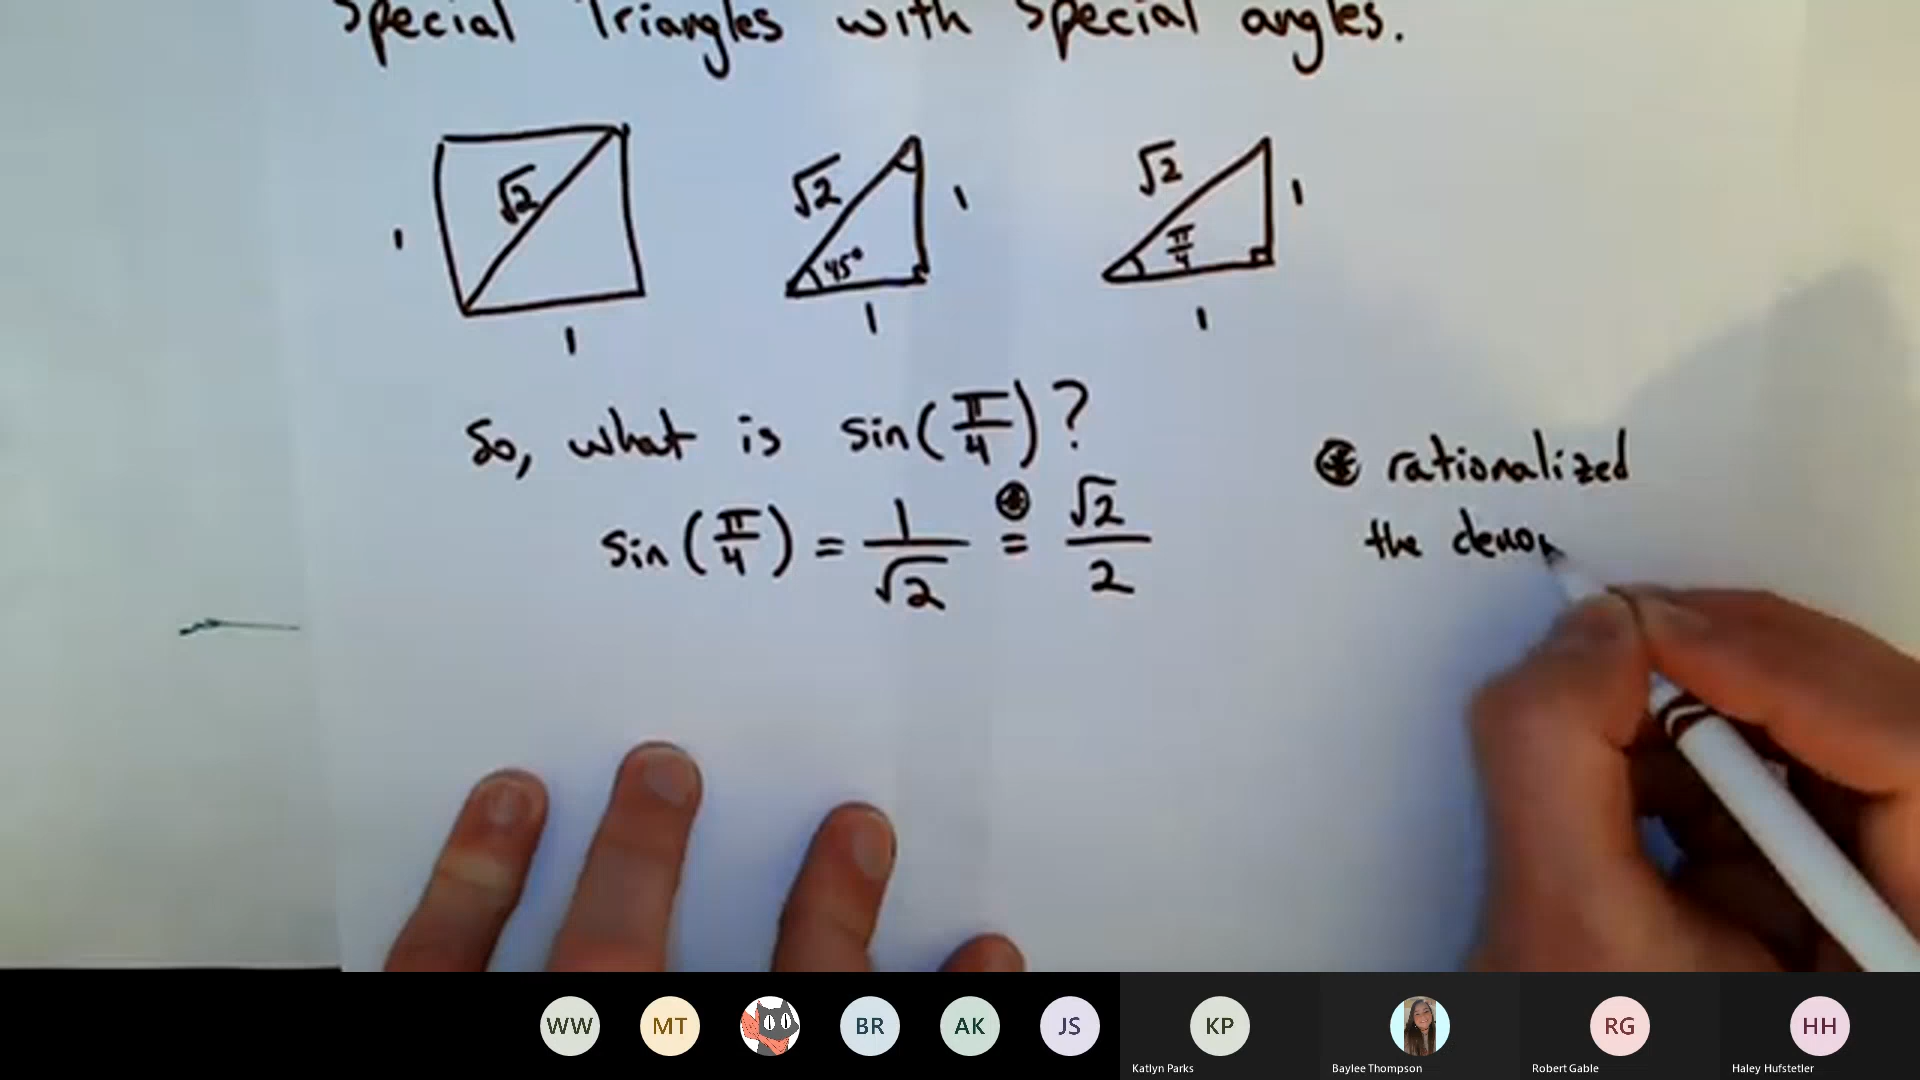 Special Triangles with Special angles.
√2 1 1
√2 45° 1 1
√2 π/4 1 1
So, what is sin(π/4)?
sin(π/4) = 1/√2 ⊛= √2/2
⊛ rationalized
the deno
WW MT BR AK JS KP RG HH
Katlyn Parks Baylee Thompson Robert Gable Haley Hufstetler